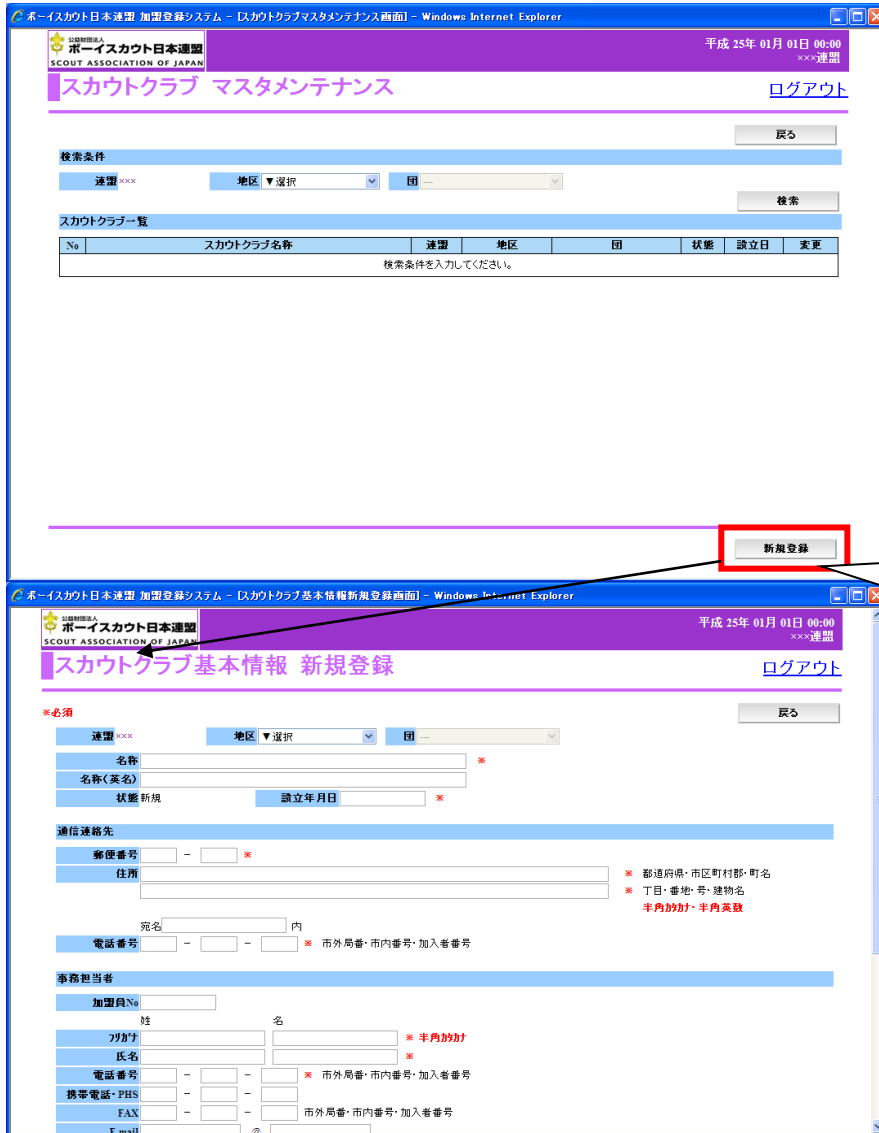 ボーイスカウト日本連盟 加盟登録システム - [スカウトクラブマスタメンテナンス画面] - Windows Internet Explorer
公益財団法人
ボーイスカウト日本連盟
SCOUT ASSOCIATION OF JAPAN
平成 25年 01月 01日 00:00
×××連盟
スカウトクラブ マスタメンテナンス
ログアウト
戻る
検索条件
連盟 ××× 地区 ▼選択 団 ---
検索
スカウトクラブ一覧
No スカウトクラブ名称 連盟 地区 団 状態 設立日 変更
検索条件を入力してください。
新規登録
ボーイスカウト日本連盟 加盟登録システム - [スカウトクラブ基本情報新規登録画面] - Windows Internet Explorer
公益財団法人
ボーイスカウト日本連盟
SCOUT ASSOCIATION OF JAPAN
平成 25年 01月 01日 00:00
×××連盟
スカウトクラブ基本情報 新規登録
ログアウト
※必須
戻る
連盟 ××× 地区 ▼選択 団 ---
名称 ※
名称(英名)
状態 新規 設立年月日 ※
通信連絡先
郵便番号 - ※
住所 ※ 都道府県・市区町村郡・町名
※ 丁目・番地・号・建物名
半角ｶﾀｶﾅ・半角英数
宛名 内
電話番号 - - ※ 市外局番・市内番号・加入者番号
事務担当者
加盟員No
姓 名
ﾌﾘｶﾞﾅ ※ 半角ｶﾀｶﾅ
氏名 ※
電話番号 - - ※ 市外局番・市内番号・加入者番号
携帯電話・PHS - -
FAX - - 市外局番・市内番号・加入者番号
E-mail @